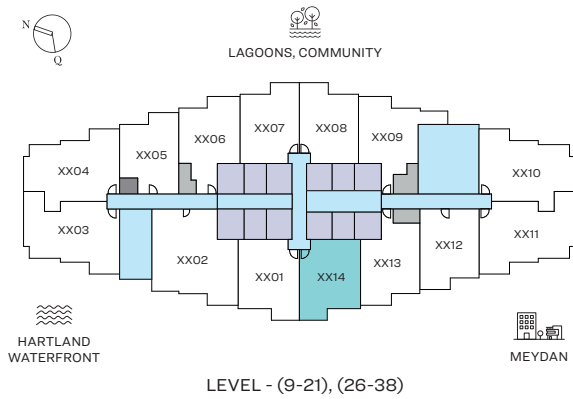 N
Q
LAGOONS, COMMUNITY
XX07
XX08
XX06
XX09
XX05
XX04
XX10
XX03
XX11
XX02
XX12
XX01
XX14
XX13
HARTLAND
WATERFRONT
MEYDAN
LEVEL - (9-21), (26-38)